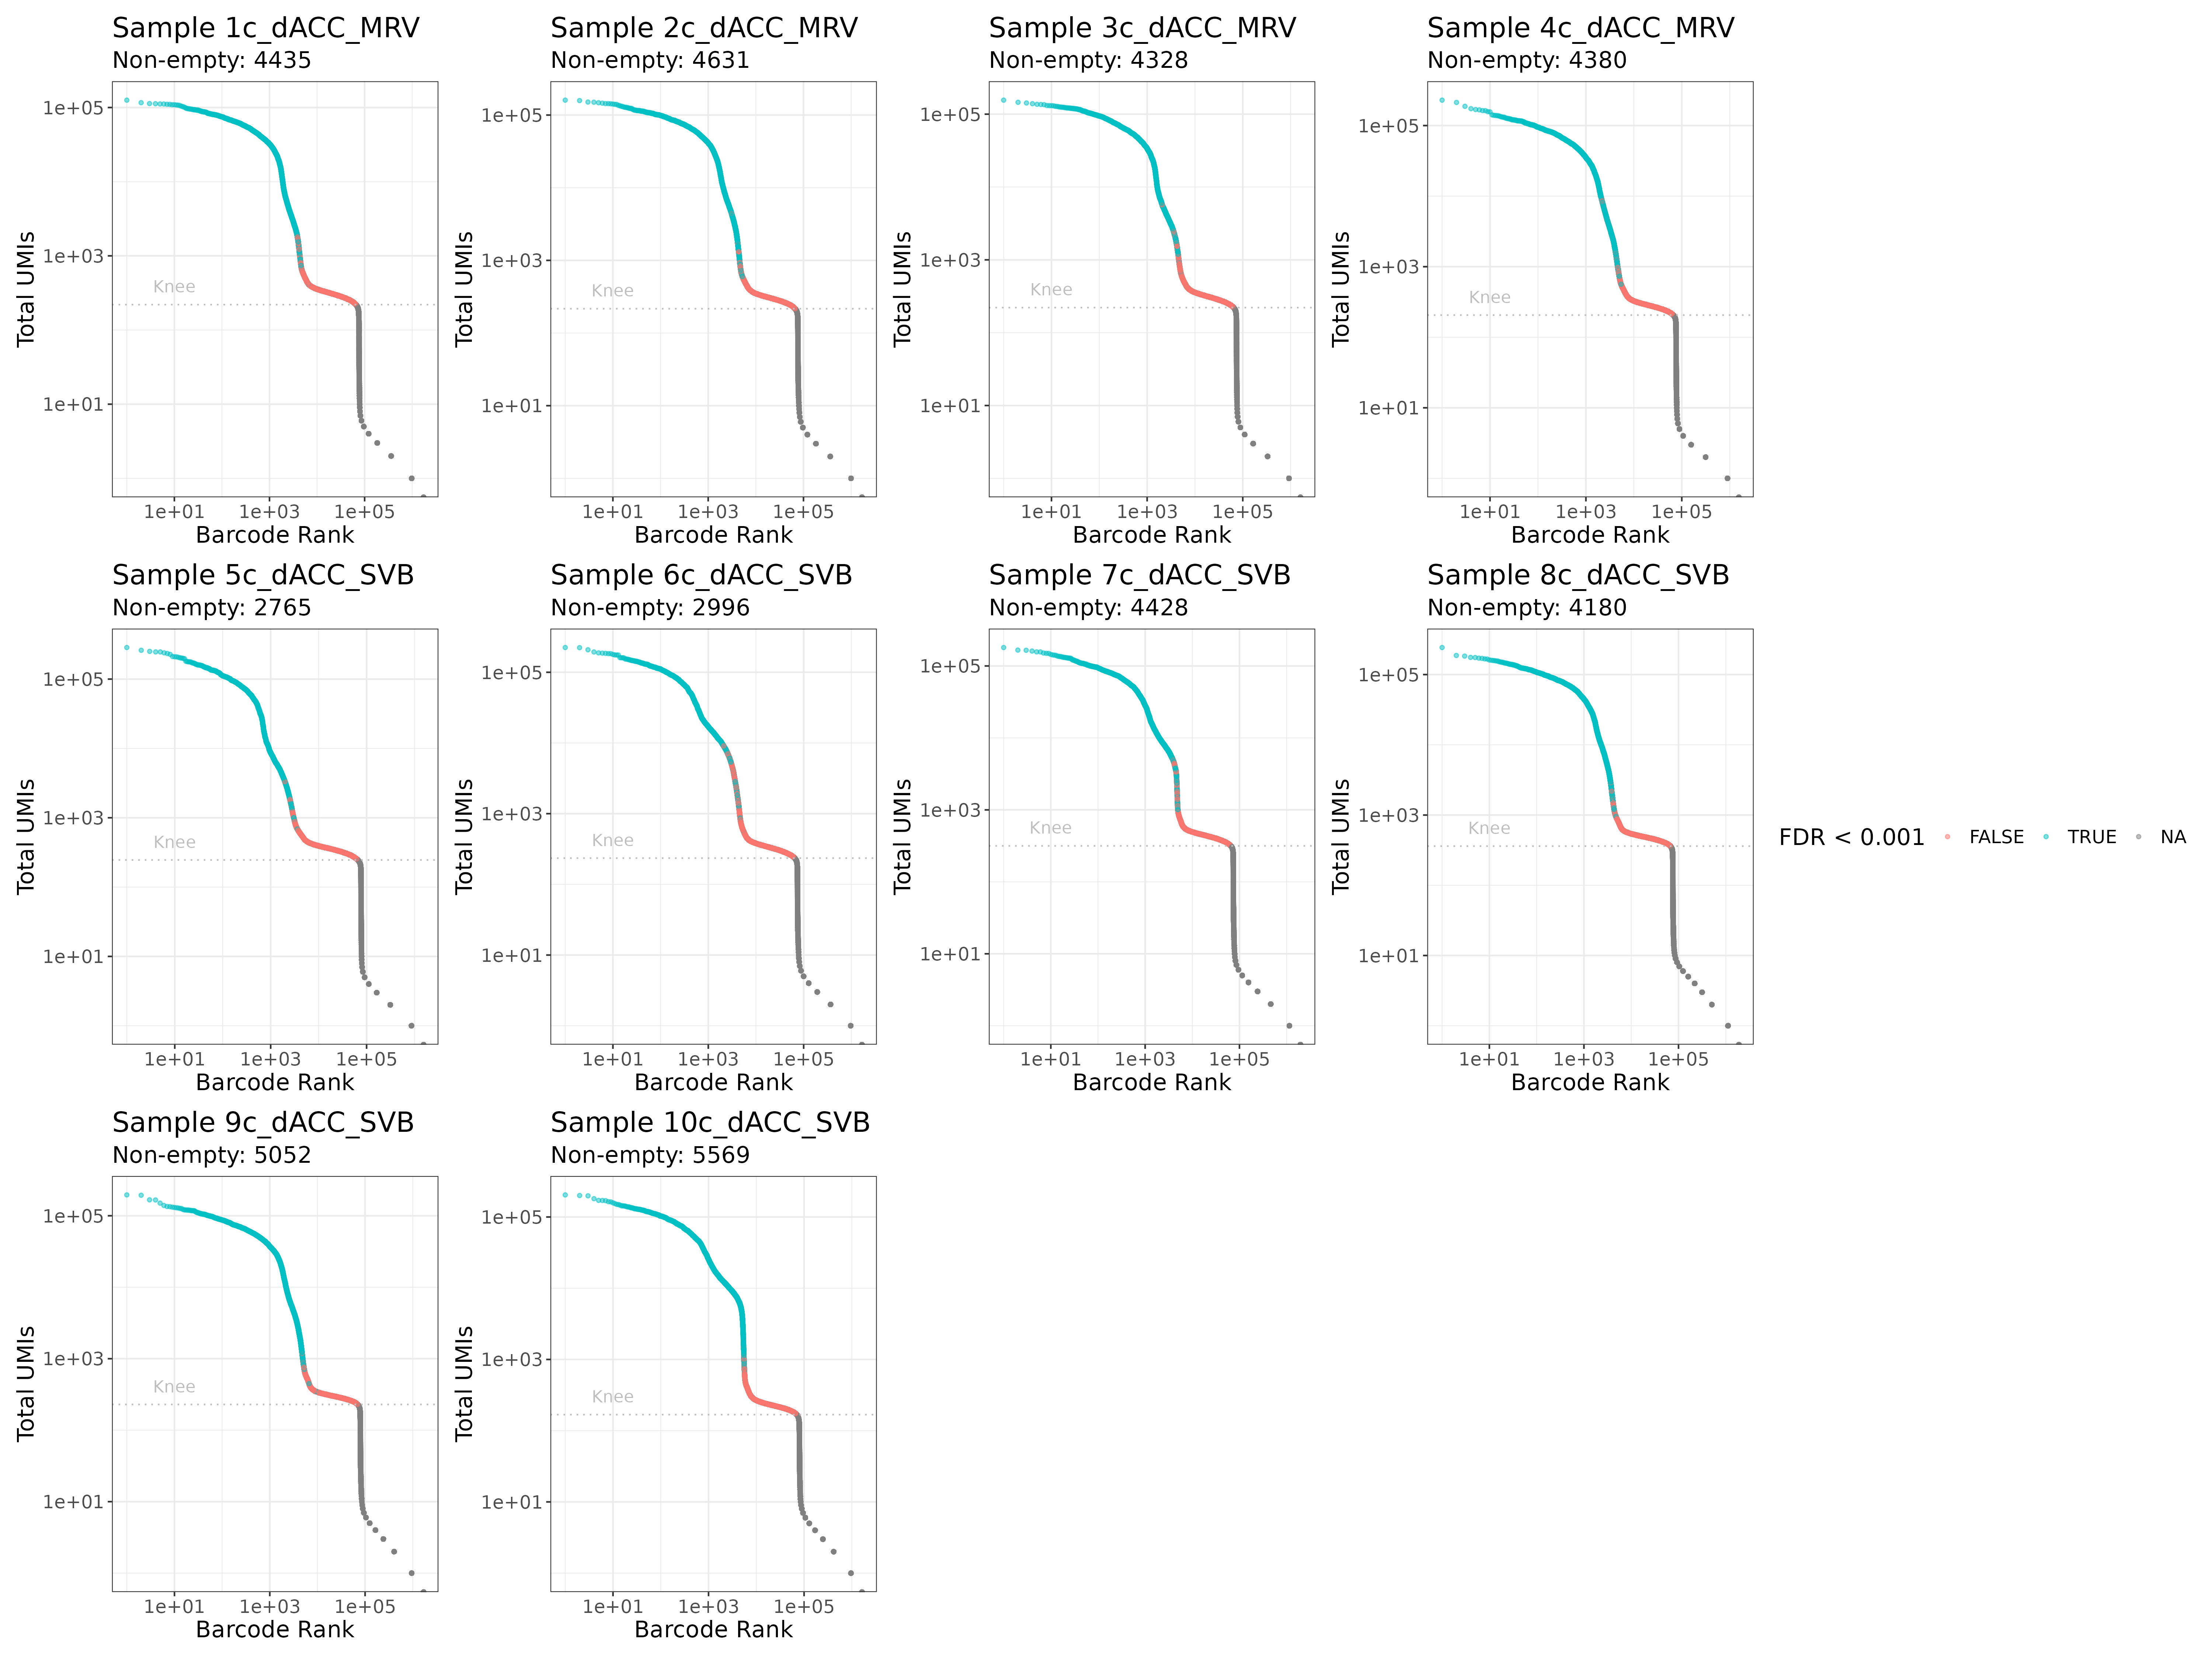 Sample 1c_dACC_MRV
Non-empty: 4435
1e+05
1e+03
1e+01
Total UMIs
Knee
1e+01 1e+03 1e+05
Barcode Rank
Sample 2c_dACC_MRV
Non-empty: 4631
1e+05
1e+03
1e+01
Total UMIs
Knee
1e+01 1e+03 1e+05
Barcode Rank
Sample 3c_dACC_MRV
Non-empty: 4328
1e+05
1e+03
1e+01
Total UMIs
Knee
1e+01 1e+03 1e+05
Barcode Rank
Sample 4c_dACC_MRV
Non-empty: 4380
1e+05
1e+03
1e+01
Total UMIs
Knee
1e+01 1e+03 1e+05
Barcode Rank
Sample 5c_dACC_SVB
Non-empty: 2765
1e+05
1e+03
1e+01
Total UMIs
Knee
1e+01 1e+03 1e+05
Barcode Rank
Sample 6c_dACC_SVB
Non-empty: 2996
1e+05
1e+03
1e+01
Total UMIs
Knee
1e+01 1e+03 1e+05
Barcode Rank
Sample 7c_dACC_SVB
Non-empty: 4428
1e+05
1e+03
1e+01
Total UMIs
Knee
1e+01 1e+03 1e+05
Barcode Rank
Sample 8c_dACC_SVB
Non-empty: 4180
1e+05
1e+03
1e+01
Total UMIs
Knee
1e+01 1e+03 1e+05
Barcode Rank
FDR < 0.001 FALSE TRUE NA
Sample 9c_dACC_SVB
Non-empty: 5052
1e+05
1e+03
1e+01
Total UMIs
Knee
1e+01 1e+03 1e+05
Barcode Rank
Sample 10c_dACC_SVB
Non-empty: 5569
1e+05
1e+03
1e+01
Total UMIs
Knee
1e+01 1e+03 1e+05
Barcode Rank